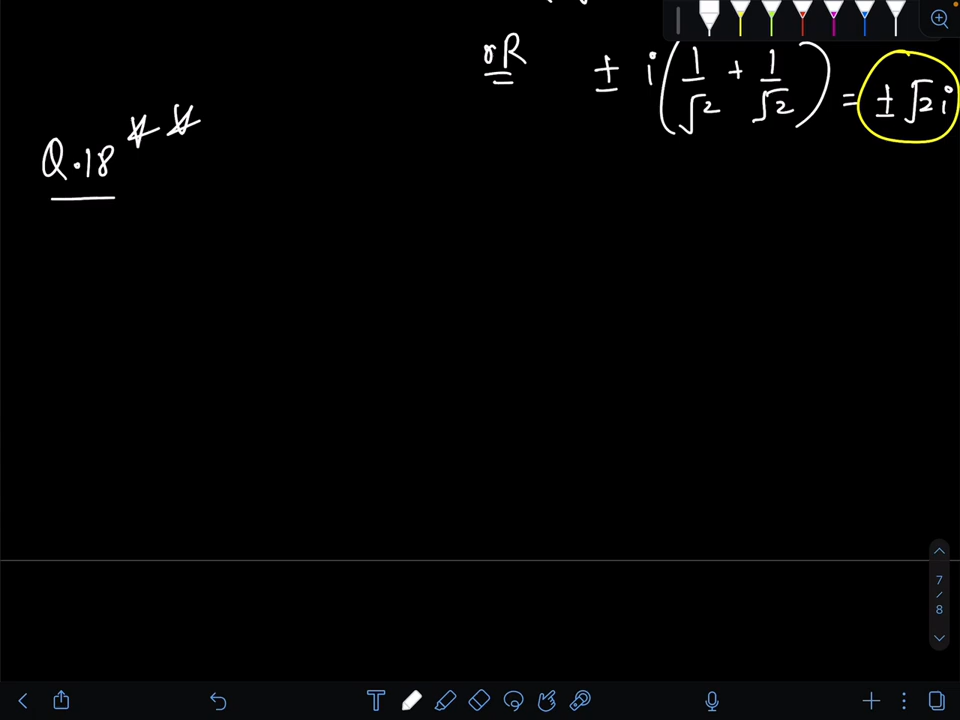 oR ± i(1/√2 + 1/√2) = ± √2 i
Q.18 **
7
/
8
T